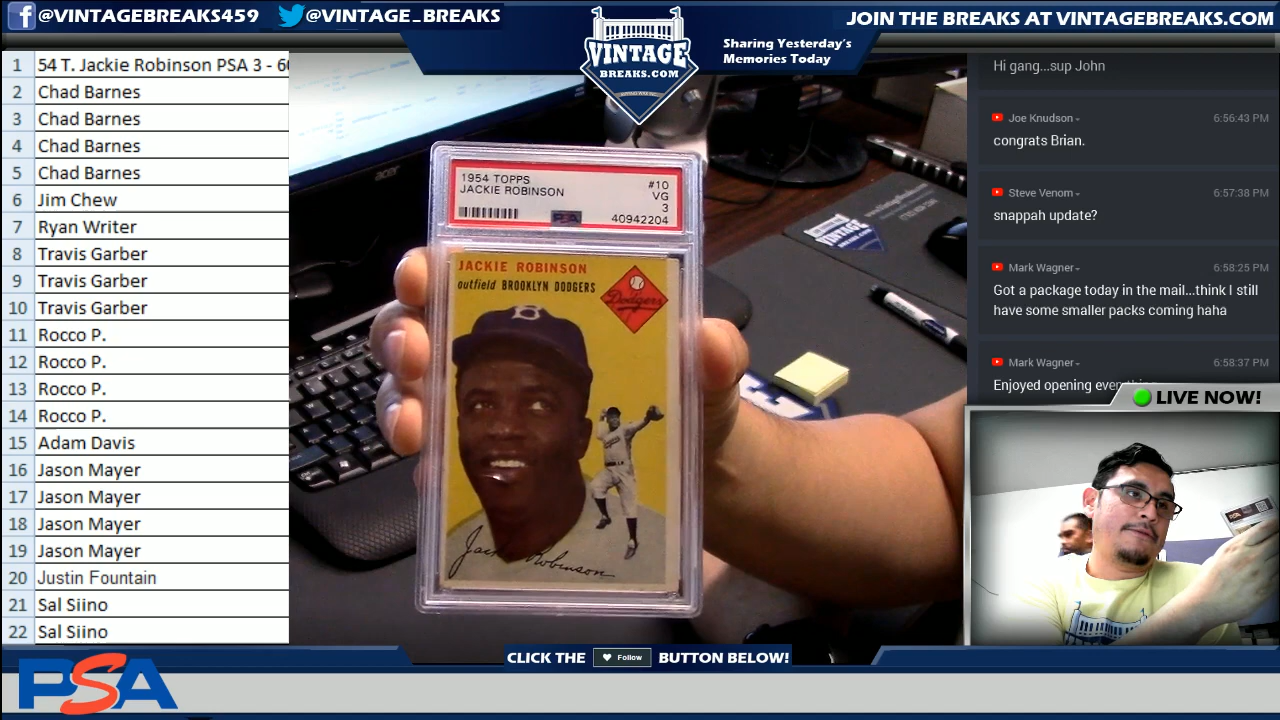 @VINTAGEBREAKS459
@VINTAGE_BREAKS
JOIN THE BREAKS AT VINTAGEBREAKS.COM
VINTAGE
BREAKS.COM
Sharing Yesterday's
Memories Today
1 54 T. Jackie Robinson PSA 3 - 60
2 Chad Barnes
3 Chad Barnes
4 Chad Barnes
5 Chad Barnes
6 Jim Chew
7 Ryan Writer
8 Travis Garber
9 Travis Garber
10 Travis Garber
11 Rocco P.
12 Rocco P.
13 Rocco P.
14 Rocco P.
15 Adam Davis
16 Jason Mayer
17 Jason Mayer
18 Jason Mayer
19 Jason Mayer
20 Justin Fountain
21 Sal Siino
22 Sal Siino
acer
1954 TOPPS #10
JACKIE ROBINSON VG
3
PSA 40942204
JACKIE ROBINSON
outfield BROOKLYN DODGERS
Dodgers
B
Jackie Robinson
Hi gang...sup John
Joe Knudson 6:56:43 PM
congrats Brian.
Steve Venom 6:57:38 PM
snappah update?
Mark Wagner 6:58:25 PM
Got a package today in the mail...think I still
have some smaller packs coming haha
Mark Wagner 6:58:37 PM
Enjoyed opening
LIVE NOW!
CLICK THE Follow BUTTON BELOW!
PSA